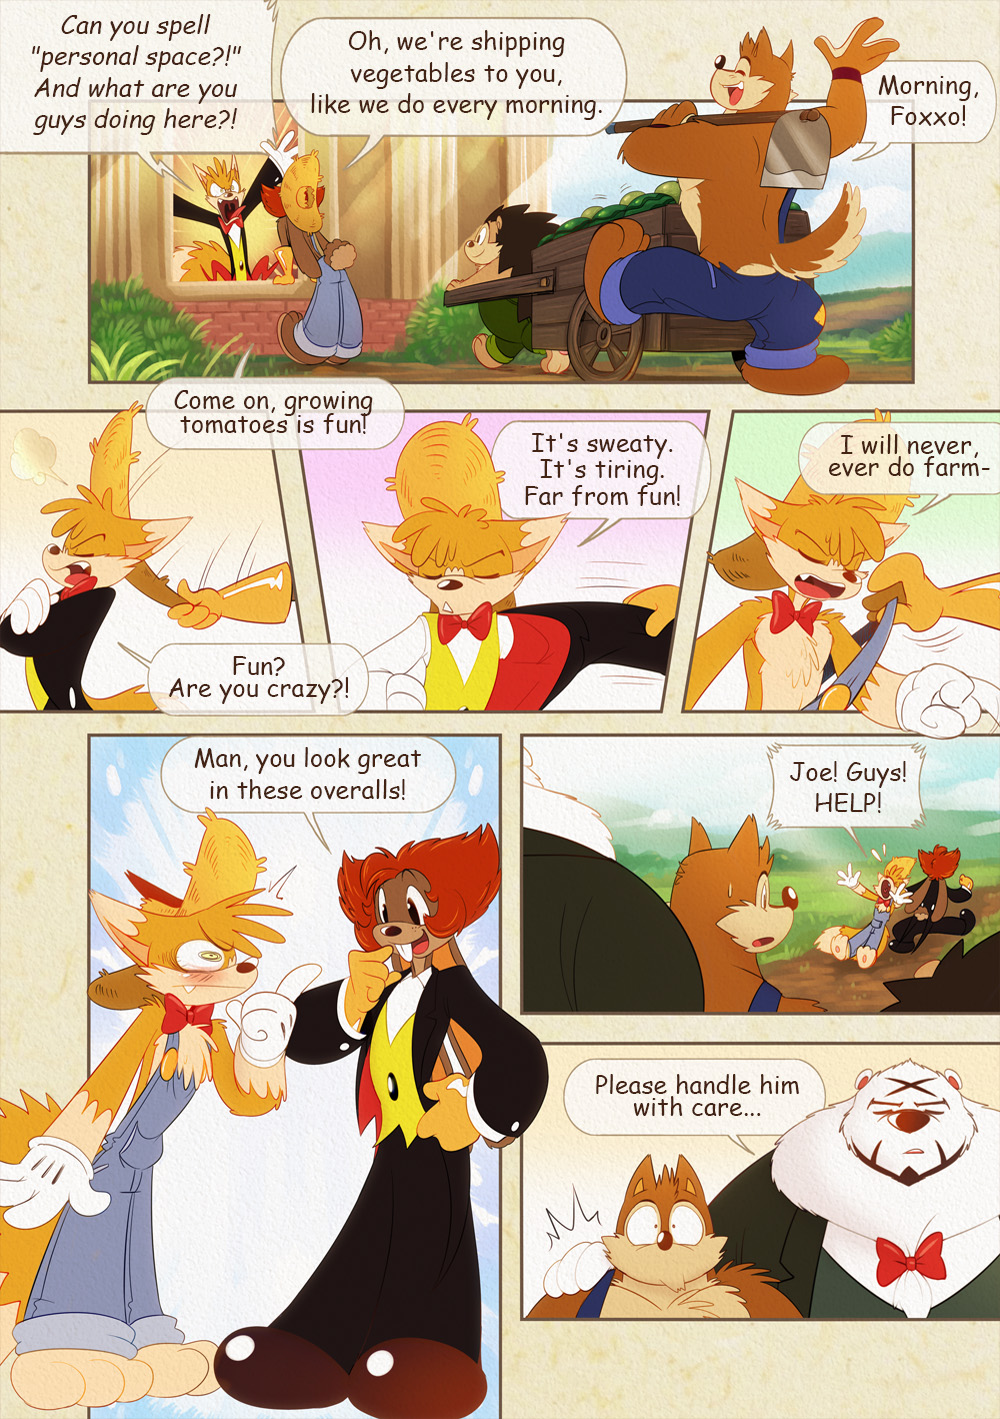 Can you spell
"personal space?!"
And what are you
guys doing here?!
Oh, we're shipping
vegetables to you,
like we do every morning.
Morning,
Foxxo!
Come on, growing
tomatoes is fun!
Fun?
Are you crazy?!
It's sweaty.
It's tiring.
Far from fun!
I will never,
ever do farm-
Man, you look great
in these overalls!
Joe! Guys!
HELP!
Please handle him
with care...